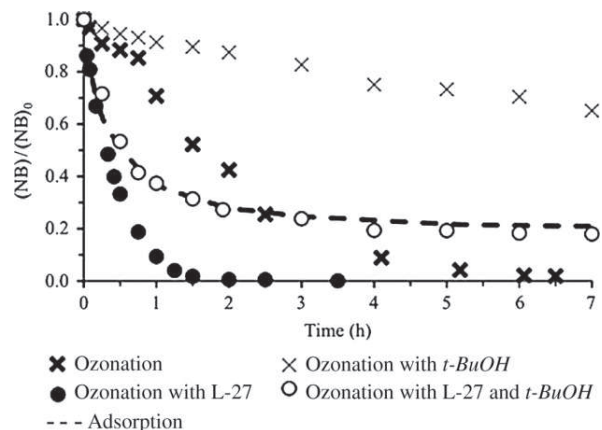 1.0
0.8
0.6
0.4
0.2
0.0
(NB)/(NB)₀
0 1 2 3 4 5 6 7
Time (h)
Ozonation
Ozonation with t-BuOH
Ozonation with L-27
Ozonation with L-27 and t-BuOH
Adsorption